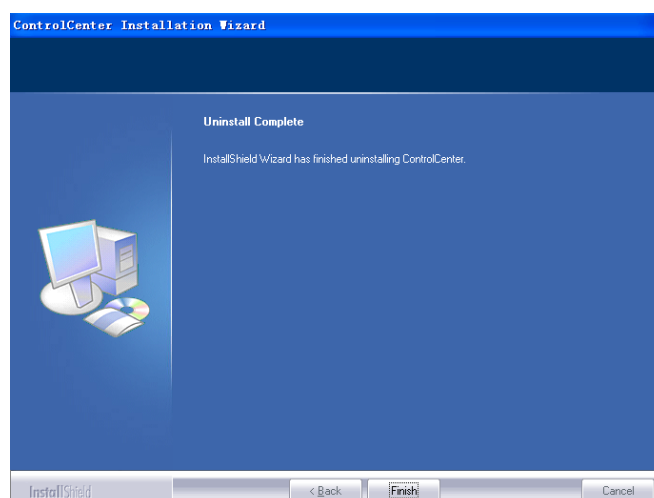 ControlCenter Installation Wizard
Uninstall Complete
InstallShield Wizard has finished uninstalling ControlCenter.
InstallShield
< Back
Finish
Cancel